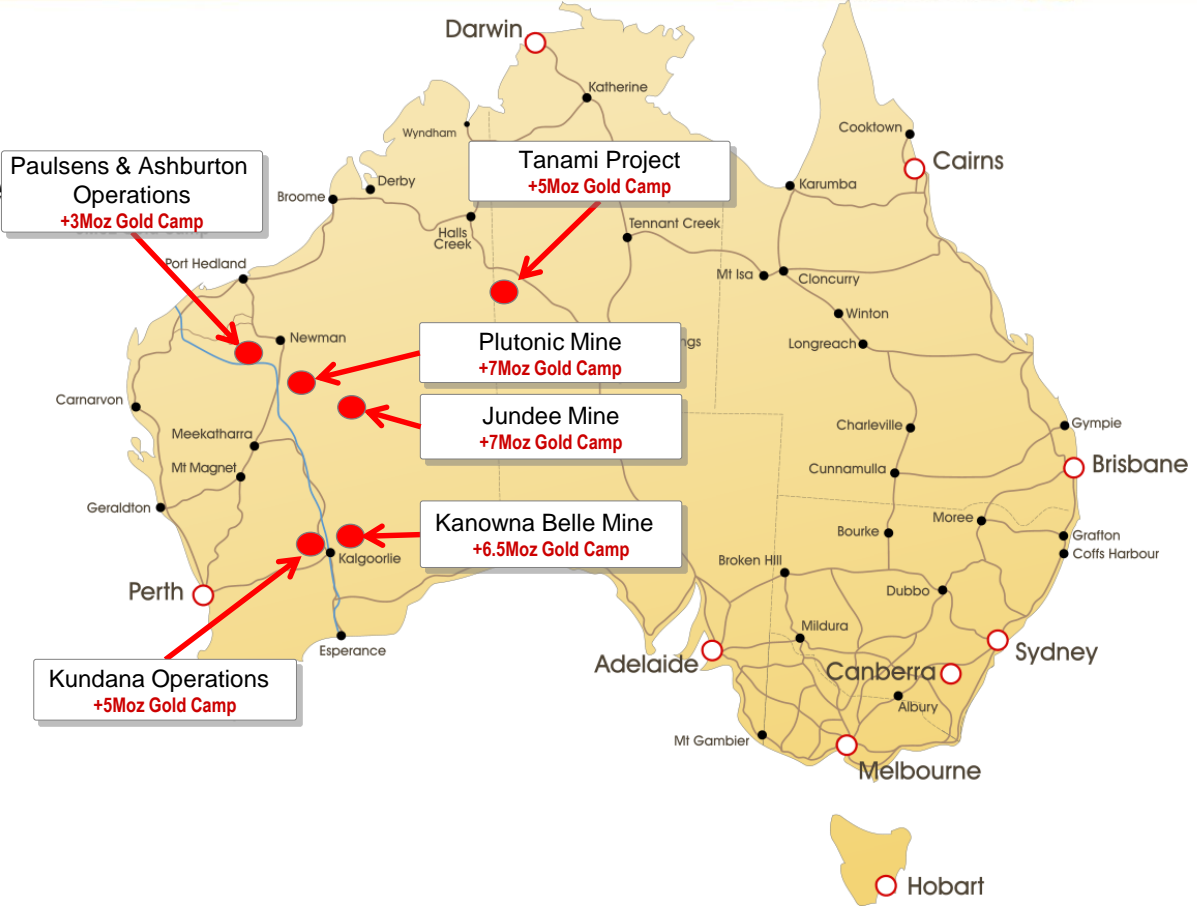 Darwin
Katherine
Wyndham
Cooktown
Cairns
Paulsens & Ashburton
Operations
+3Moz Gold Camp
Tanami Project
+5Moz Gold Camp
Derby
Broome
Karumba
Halls
Creek
Tennant Creek
Port Hedland
Mt Isa
Cloncurry
Winton
Newman
Plutonic Mine
+7Moz Gold Camp
ngs
Longreach
Carnarvon
Jundee Mine
+7Moz Gold Camp
Meekatharra
Charleville
Gympie
Mt Magnet
Cunnamulla
Brisbane
Geraldton
Kanowna Belle Mine
+6.5Moz Gold Camp
Moree
Bourke
Grafton
Coffs Harbour
Kalgoorlie
Broken Hill
Perth
Dubbo
Mildura
Esperance
Adelaide
Sydney
Canberra
Kundana Operations
+5Moz Gold Camp
Albury
Mt Gambier
Melbourne
Hobart